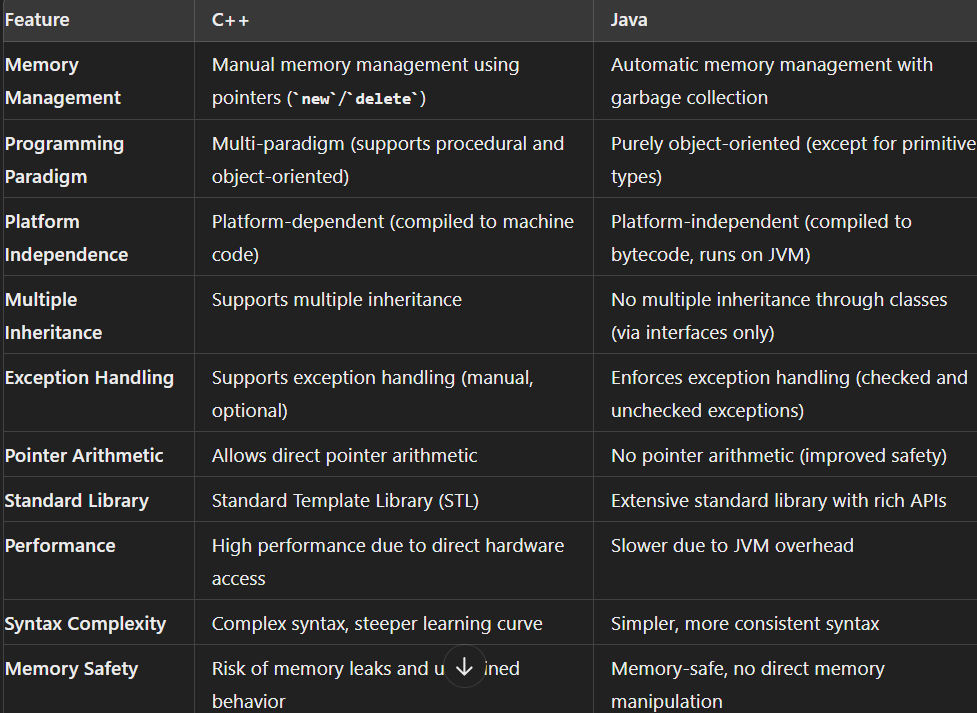 Feature C++ Java
Memory Manual memory management using Automatic memory management with
Management pointers (`new`/`delete`) garbage collection
Programming Multi-paradigm (supports procedural and Purely object-oriented (except for primitive
Paradigm object-oriented) types)
Platform Platform-dependent (compiled to machine Platform-independent (compiled to
Independence code) bytecode, runs on JVM)
Multiple Supports multiple inheritance No multiple inheritance through classes
Inheritance (via interfaces only)
Exception Handling Supports exception handling (manual, Enforces exception handling (checked and
optional) unchecked exceptions)
Pointer Arithmetic Allows direct pointer arithmetic No pointer arithmetic (improved safety)
Standard Library Standard Template Library (STL) Extensive standard library with rich APIs
Performance High performance due to direct hardware Slower due to JVM overhead
access
Syntax Complexity Complex syntax, steeper learning curve Simpler, more consistent syntax
Memory Safety Risk of memory leaks and Memory-safe, no direct memory
behavior manipulation